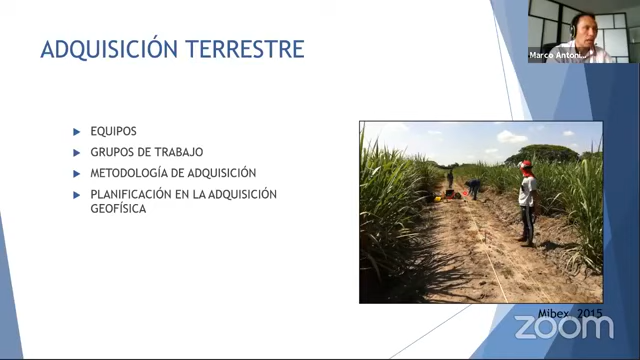 ADQUISICIÓN TERRESTRE
Marco Antoni...
EQUIPOS
GRUPOS DE TRABAJO
METODOLOGÍA DE ADQUISICIÓN
PLANIFICACIÓN EN LA ADQUISICIÓN
GEOFÍSICA
Mibex 2015
zoom